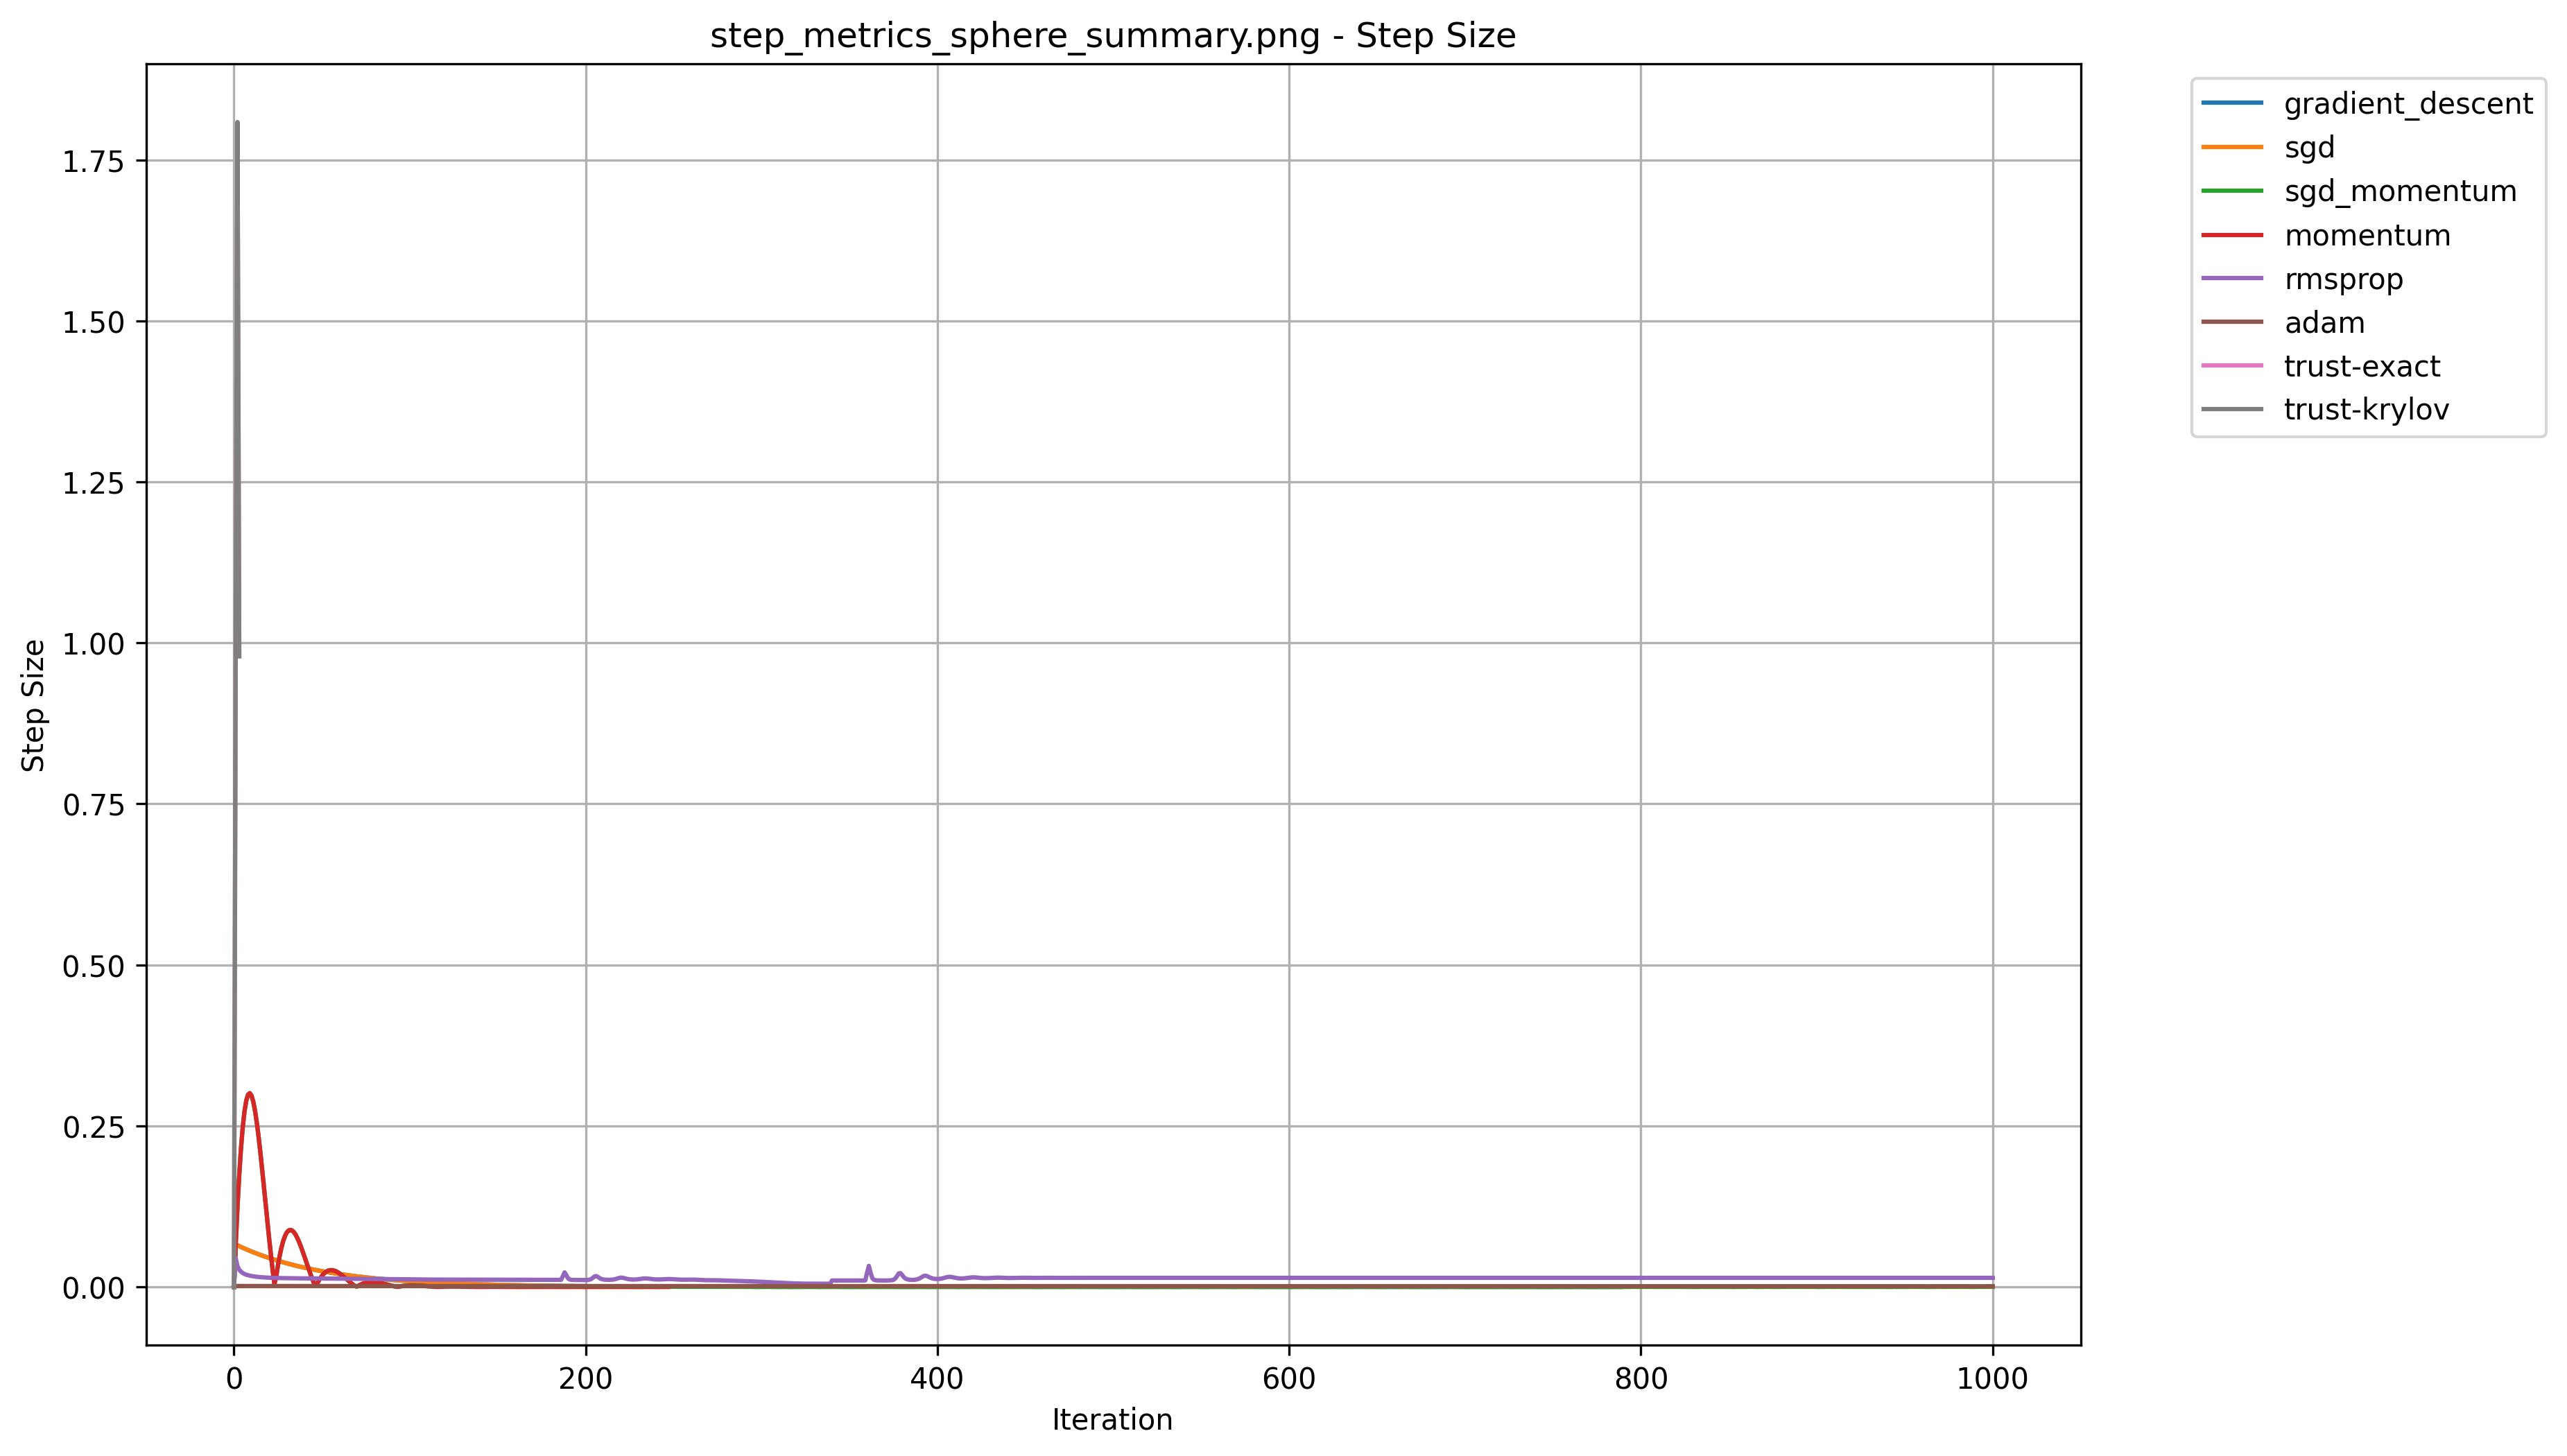 step_metrics_sphere_summary.png - Step Size
1.75
1.50
1.25
1.00
0.75
0.50
0.25
0.00
Step Size
0 200 400 600 800 1000
Iteration
gradient_descent
sgd
sgd_momentum
momentum
rmsprop
adam
trust-exact
trust-krylov